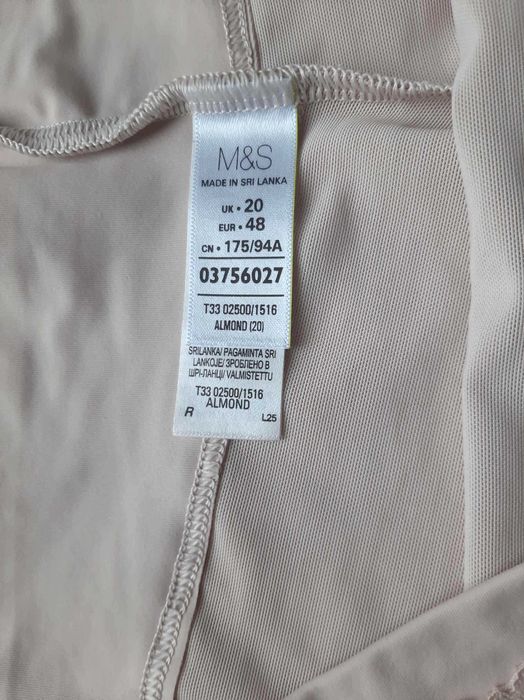 M&S
MADE IN SRI LANKA
UK • 20
EUR • 48
CN • 175/94A
03756027
T33 02500/1516
ALMOND (20)
SRILANKA/ PAGAMINTA SRI
LANKOJE/ ЗРОБЛЕНО В
ШРІ-ЛАНЦІ/ VALMISTETTU
T33 02500/1516
ALMOND
R L25